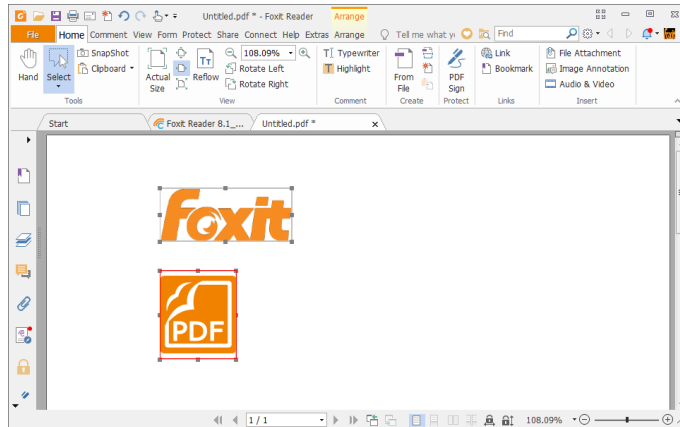 Untitled.pdf * - Foxit Reader
Arrange
File Home Comment View Form Protect Share Connect Help Extras Arrange Tell me what yo Find
Hand
Select
SnapShot
Clipboard
Actual Size
Reflow
108.09%
Rotate Left
Rotate Right
Typewriter
Highlight
From File
PDF Sign
Link
Bookmark
File Attachment
Image Annotation
Audio & Video
Tools View Comment Create Protect Links Insert
Start Foxit Reader 8.1_... Untitled.pdf *
foxit
PDF
1 / 1 108.09%